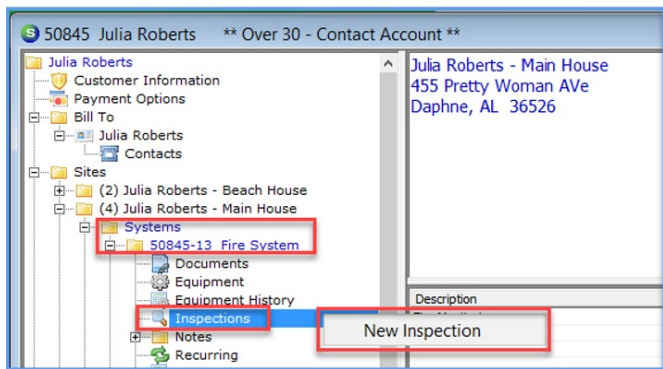 50845 Julia Roberts ** Over 30 - Contact Account **
Julia Roberts
Customer Information
Payment Options
Bill To
Julia Roberts
Contacts
Sites
(2) Julia Roberts - Beach House
(4) Julia Roberts - Main House
Systems
50845-13 Fire System
Documents
Equipment
Equipment History
Inspections
Notes
Recurring
Julia Roberts - Main House
455 Pretty Woman AVe
Daphne, AL 36526
Description
New Inspection